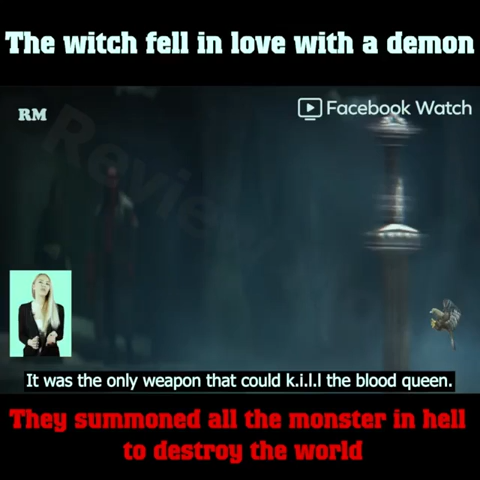 The witch fell in love with a demon
RM
Facebook Watch
Review
It was the only weapon that could k.i.l.l the blood queen.
They summoned all the monster in hell
to destroy the world